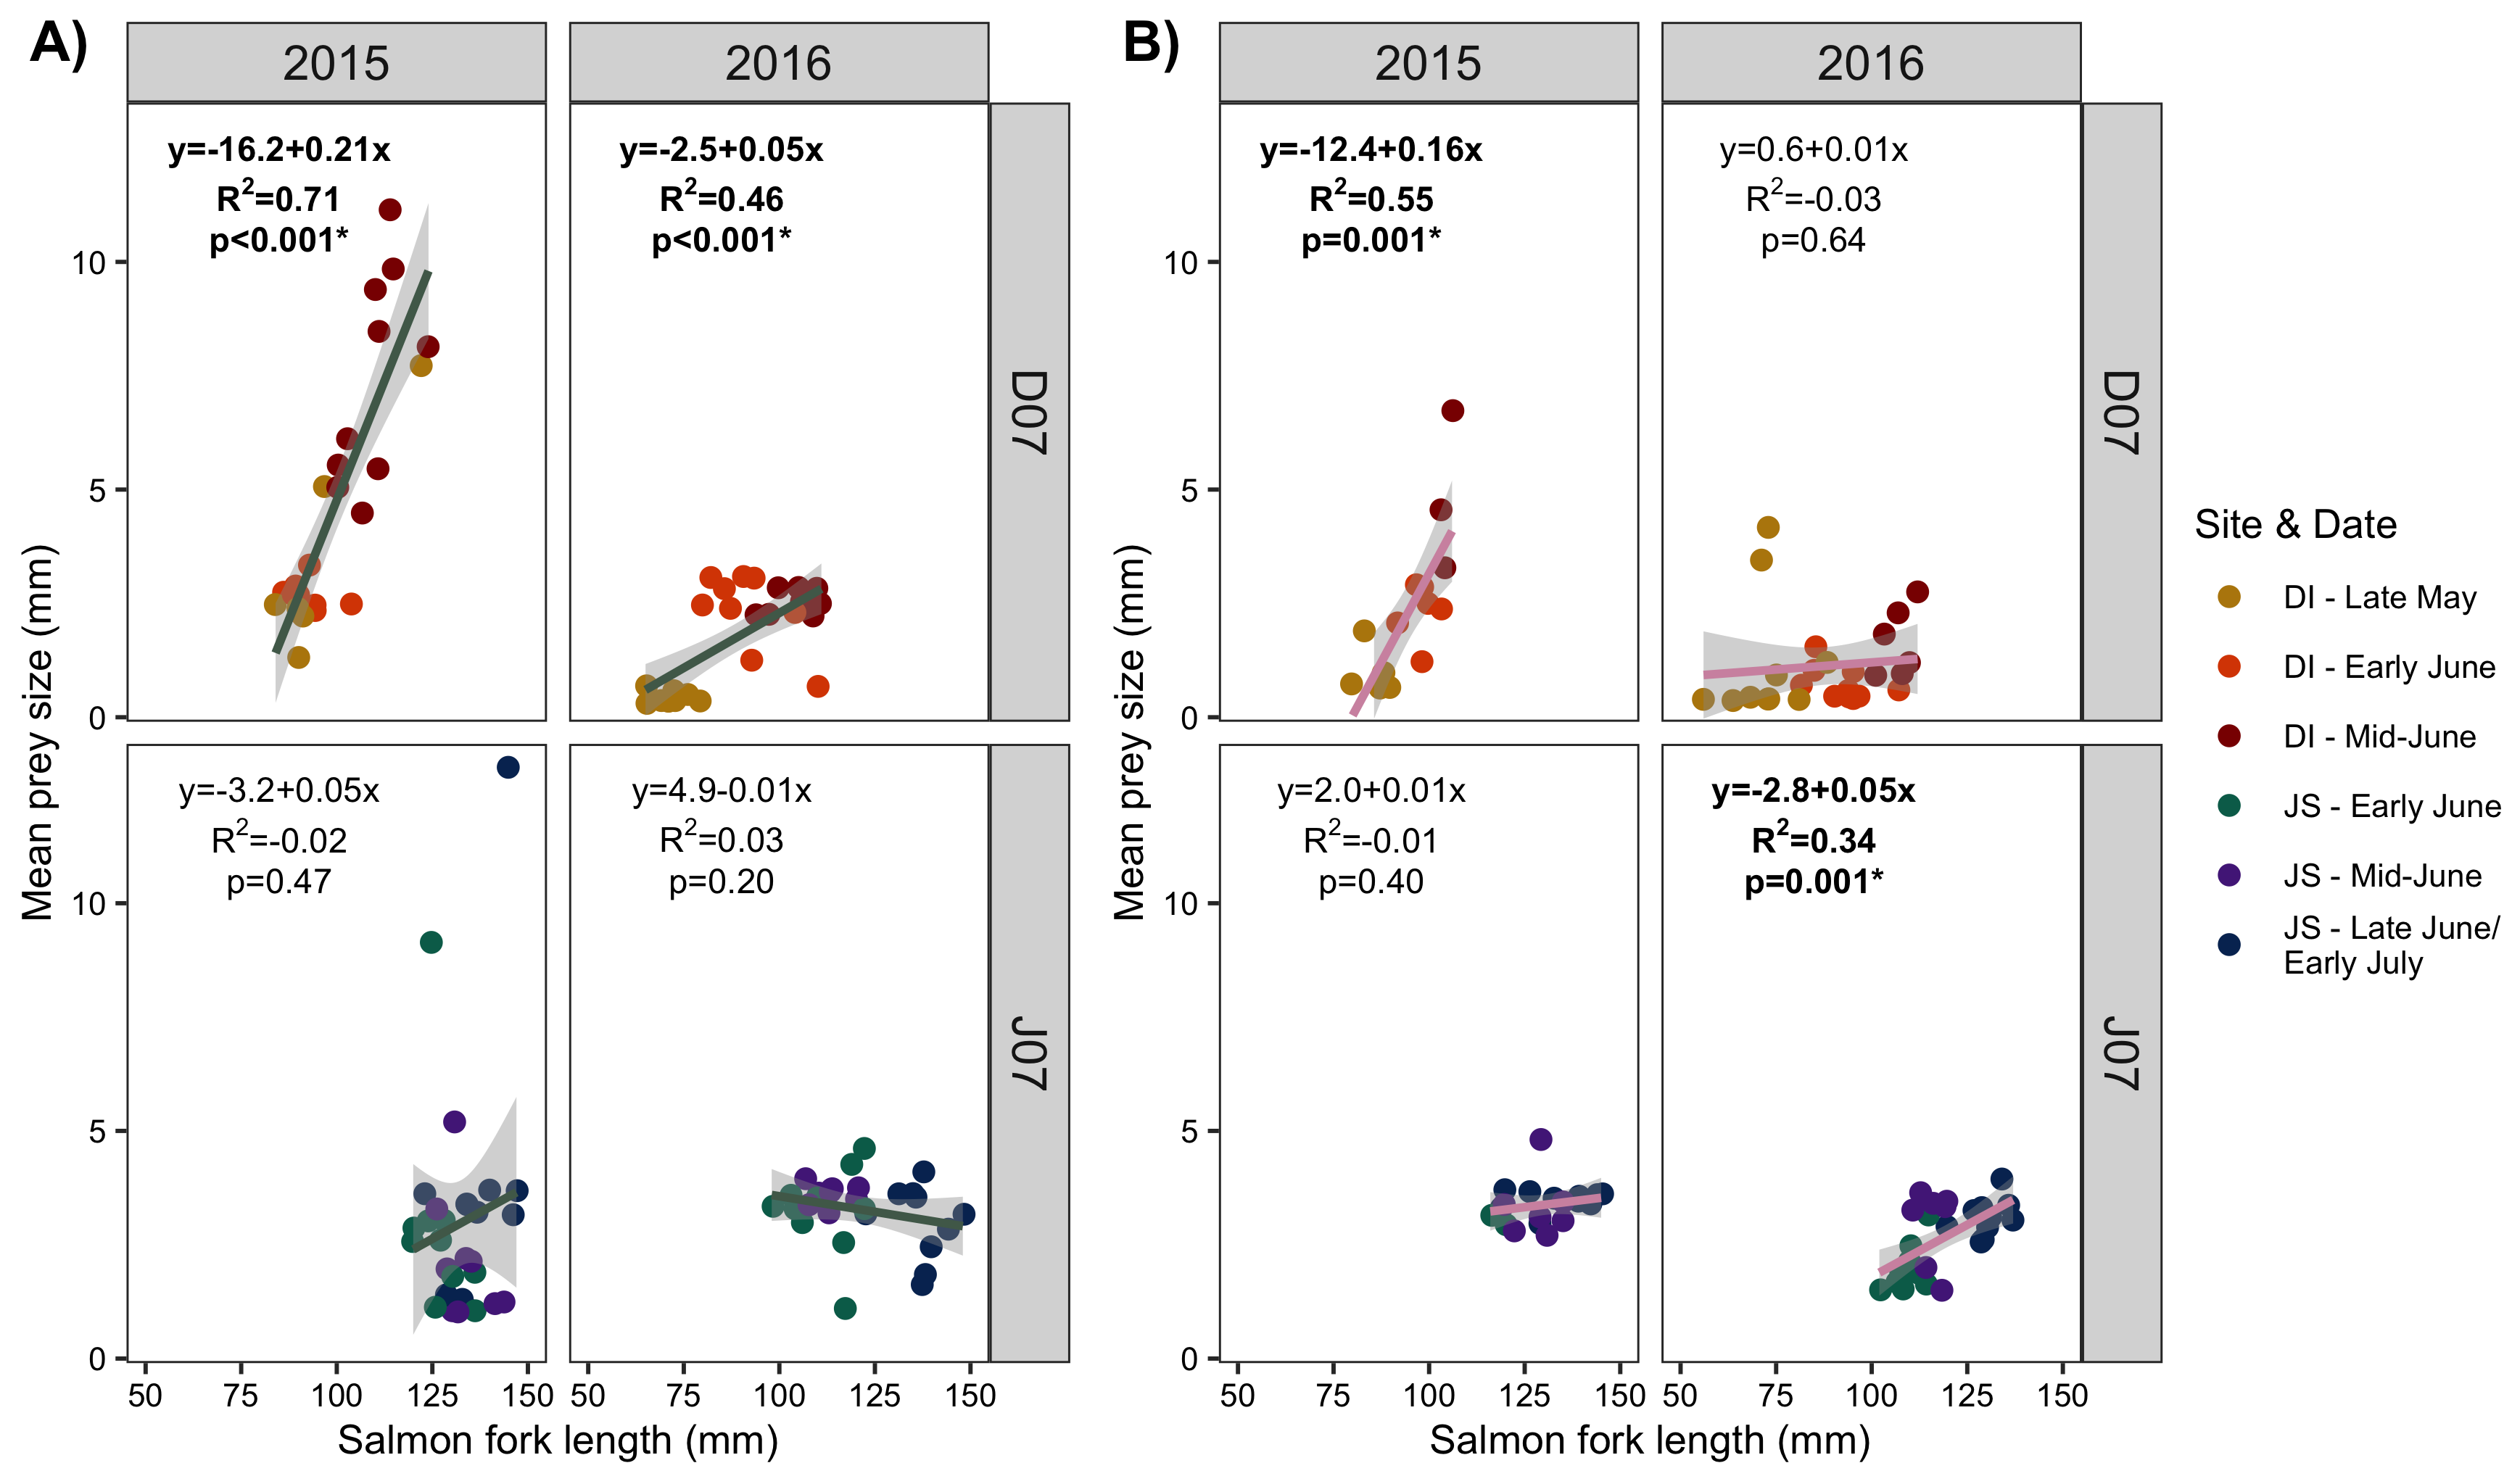 A)
2015
2016
y=-16.2+0.21x
R²=0.71
p<0.001*
y=-2.5+0.05x
R²=0.46
p<0.001*
D07
10
5
0
Mean prey size (mm)
y=-3.2+0.05x
R²=-0.02
p=0.47
y=4.9-0.01x
R²=0.03
p=0.20
J07
10
5
0
50 75 100 125 150
50 75 100 125 150
Salmon fork length (mm)
B)
2015
2016
y=-12.4+0.16x
R²=0.55
p=0.001*
y=0.6+0.01x
R²=-0.03
p=0.64
D07
10
5
0
Mean prey size (mm)
y=2.0+0.01x
R²=-0.01
p=0.40
y=-2.8+0.05x
R²=0.34
p=0.001*
J07
10
5
0
50 75 100 125 150
50 75 100 125 150
Salmon fork length (mm)
Site & Date
DI - Late May
DI - Early June
DI - Mid-June
JS - Early June
JS - Mid-June
JS - Late June/
Early July